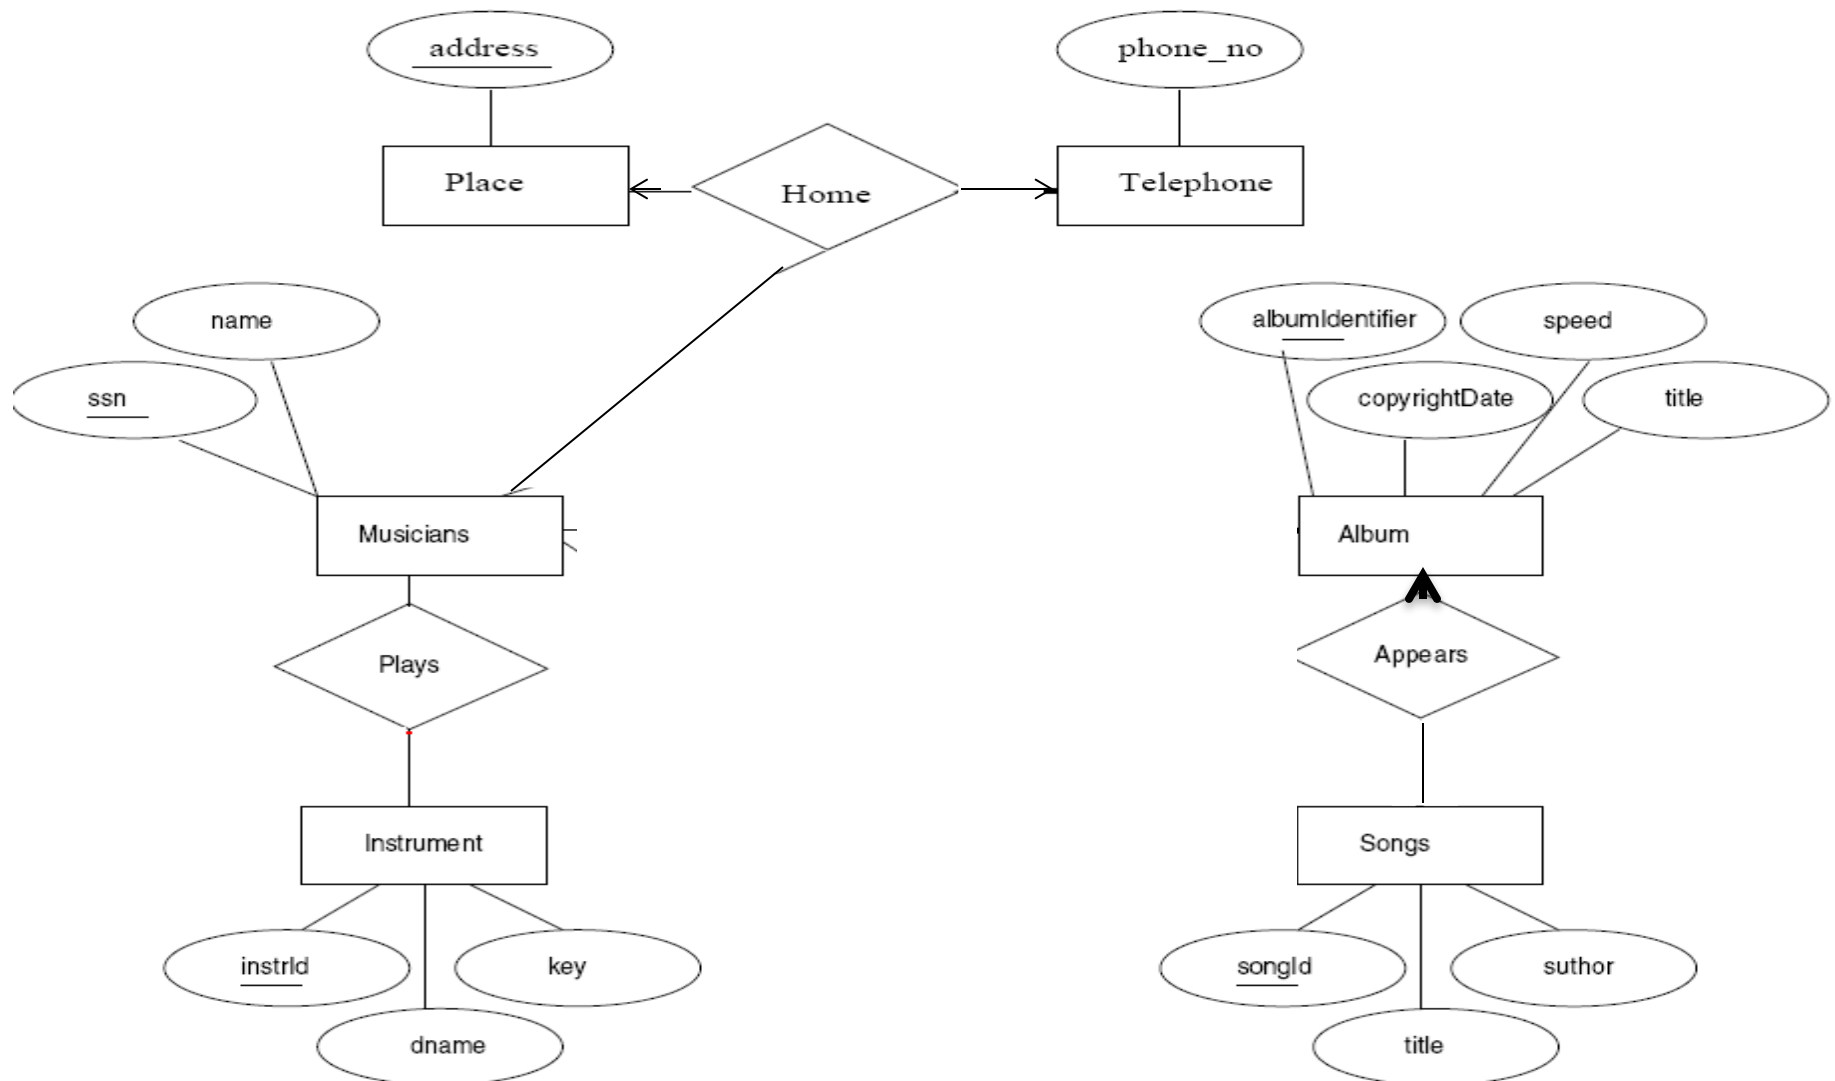 address
phone_no
Place
Home
Telephone
name
ssn
albumIdentifier
speed
copyrightDate
title
Musicians
Album
Plays
Appears
Instrument
Songs
instrId
key
dname
songId
suthor
title